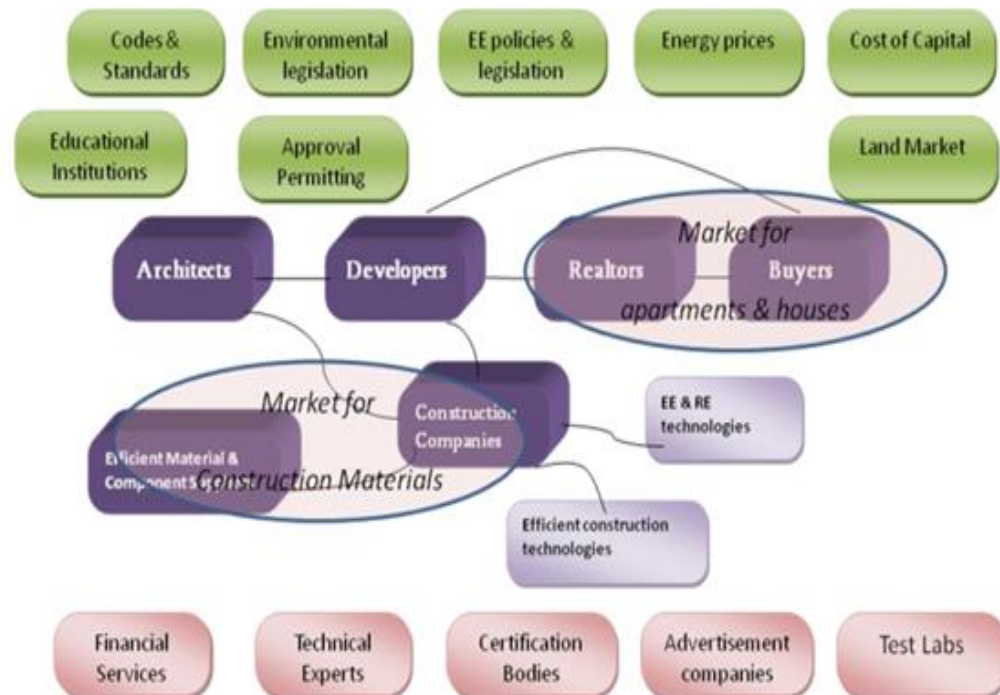 Codes &
Standards
Environmental
legislation
EE policies &
legislation
Energy prices
Cost of Capital
Educational
Institutions
Approval
Permitting
Land Market
Architects
Developers
Realtors
Buyers
Market for
apartments & houses
Market for
Construction Materials
Construction
Companies
Efficient Material &
Component
EE & RE
technologies
Efficient construction
technologies
Financial
Services
Technical
Experts
Certification
Bodies
Advertisement
companies
Test Labs